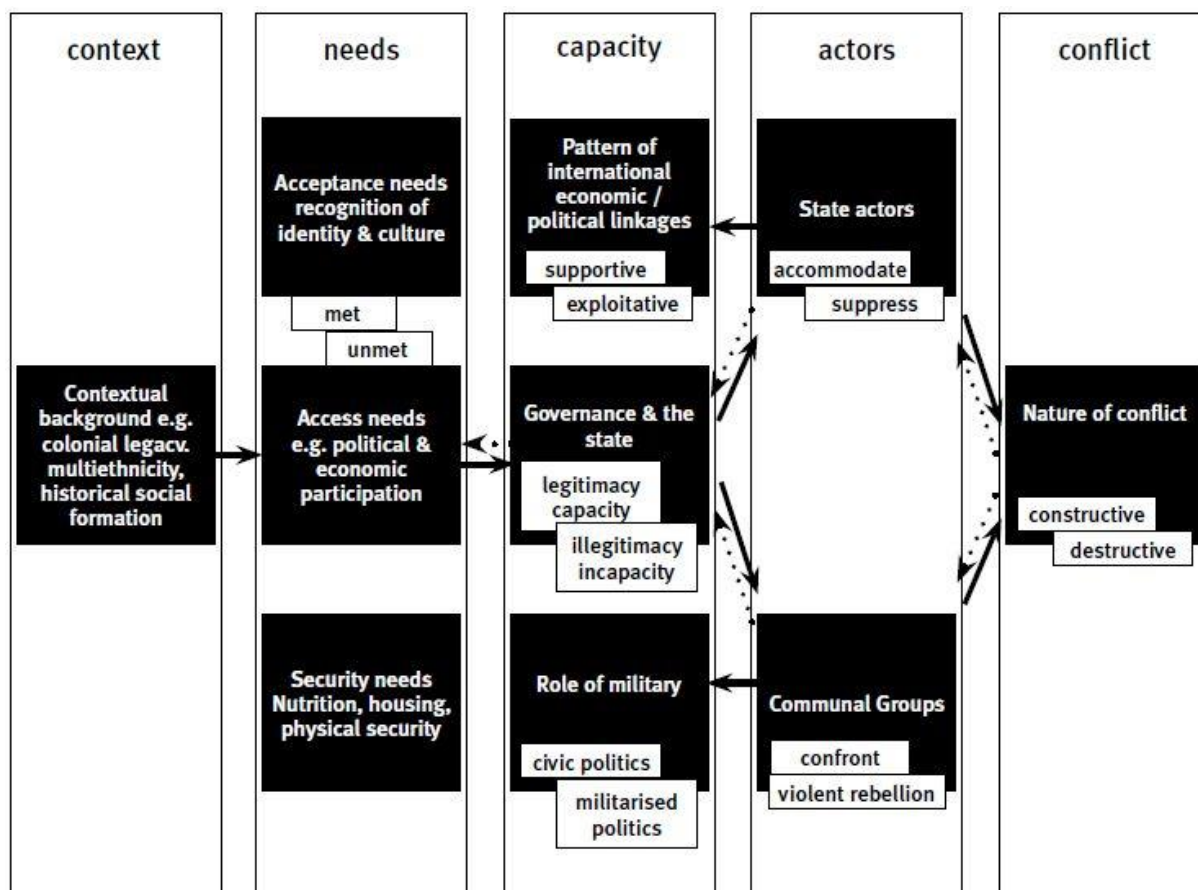 context
needs
capacity
actors
conflict
Contextual
background e.g.
colonial legacv.
multiethnicity,
historical social
formation
Acceptance needs
recognition of
identity & culture
met
unmet
Access needs
e.g. political &
economic
participation
Security needs
Nutrition, housing,
physical security
Pattern of
international
economic /
political linkages
supportive
exploitative
Governance & the
state
legitimacy
capacity
illegitimacy
incapacity
Role of military
civic politics
militarised
politics
State actors
accommodate
suppress
Communal Groups
confront
violent rebellion
Nature of conflict
constructive
destructive